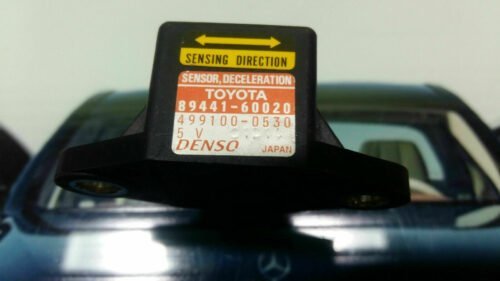 SENSING DIRECTION
SENSOR, DECELERATION
TOYOTA
89441-60020
499100-0530
5 V
DENSO JAPAN